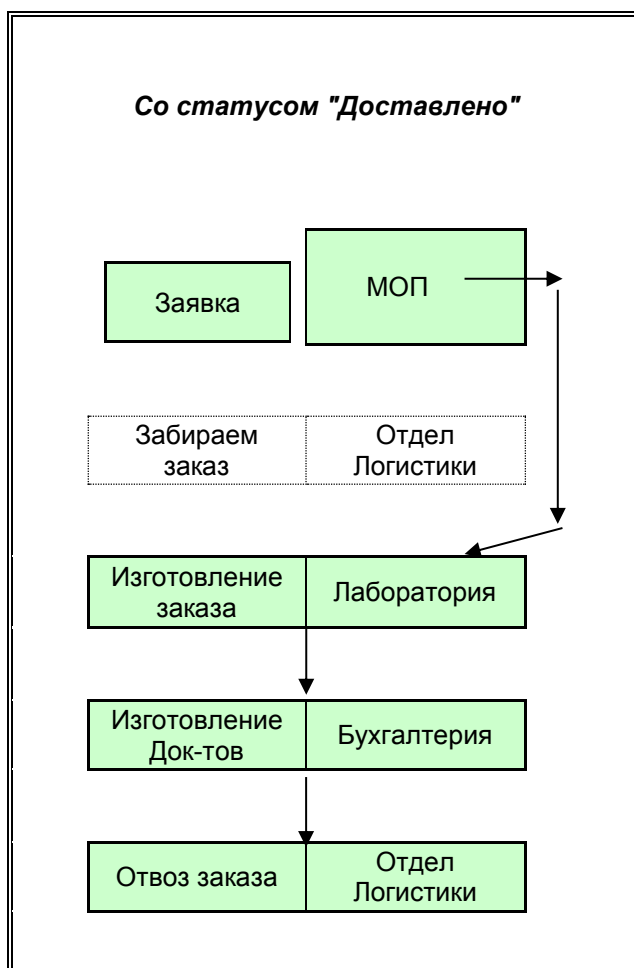 Со статусом "Доставлено"
Заявка
МОП
Забираем
заказ
Отдел
Логистики
Изготовление
заказа
Лаборатория
Изготовление
Док-тов
Бухгалтерия
Отвоз заказа
Отдел
Логистики